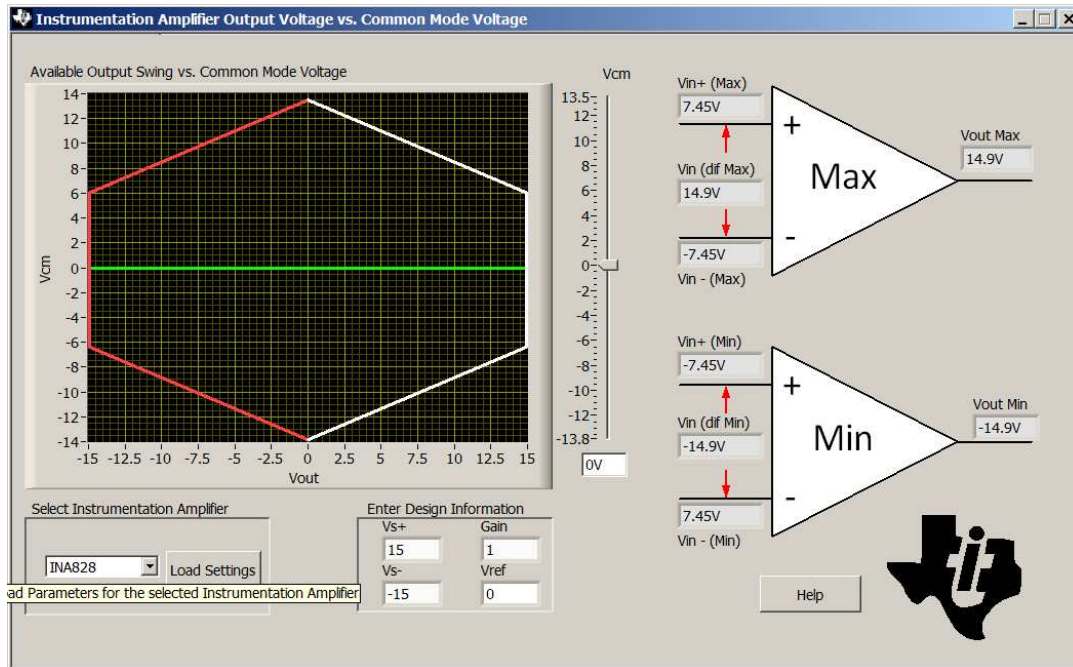 Instrumentation Amplifier Output Voltage vs. Common Mode Voltage
Available Output Swing vs. Common Mode Voltage
Vcm
14
12
10
8
6
4
2
0
-2
-4
-6
-8
-10
-12
-14
-15 -12.5 -10 -7.5 -5 -2.5 0 2.5 5 7.5 10 12.5 15
Vout
Vcm
13.5
12
10
8
6
4
2
0
-2
-4
-6
-8
-10
-12
-13.8
0V
Vin+ (Max)
7.45V
Vin (dif Max)
14.9V
-7.45V
Vin - (Max)
+
Max
-
Vout Max
14.9V
Vin+ (Min)
-7.45V
Vin (dif Min)
-14.9V
7.45V
Vin - (Min)
+
Min
-
Vout Min
-14.9V
Select Instrumentation Amplifier
INA828
Load Settings
ad Parameters for the selected Instrumentation Amplifier
Enter Design Information
Vs+ Gain
15 1
Vs- Vref
-15 0
Help
ti